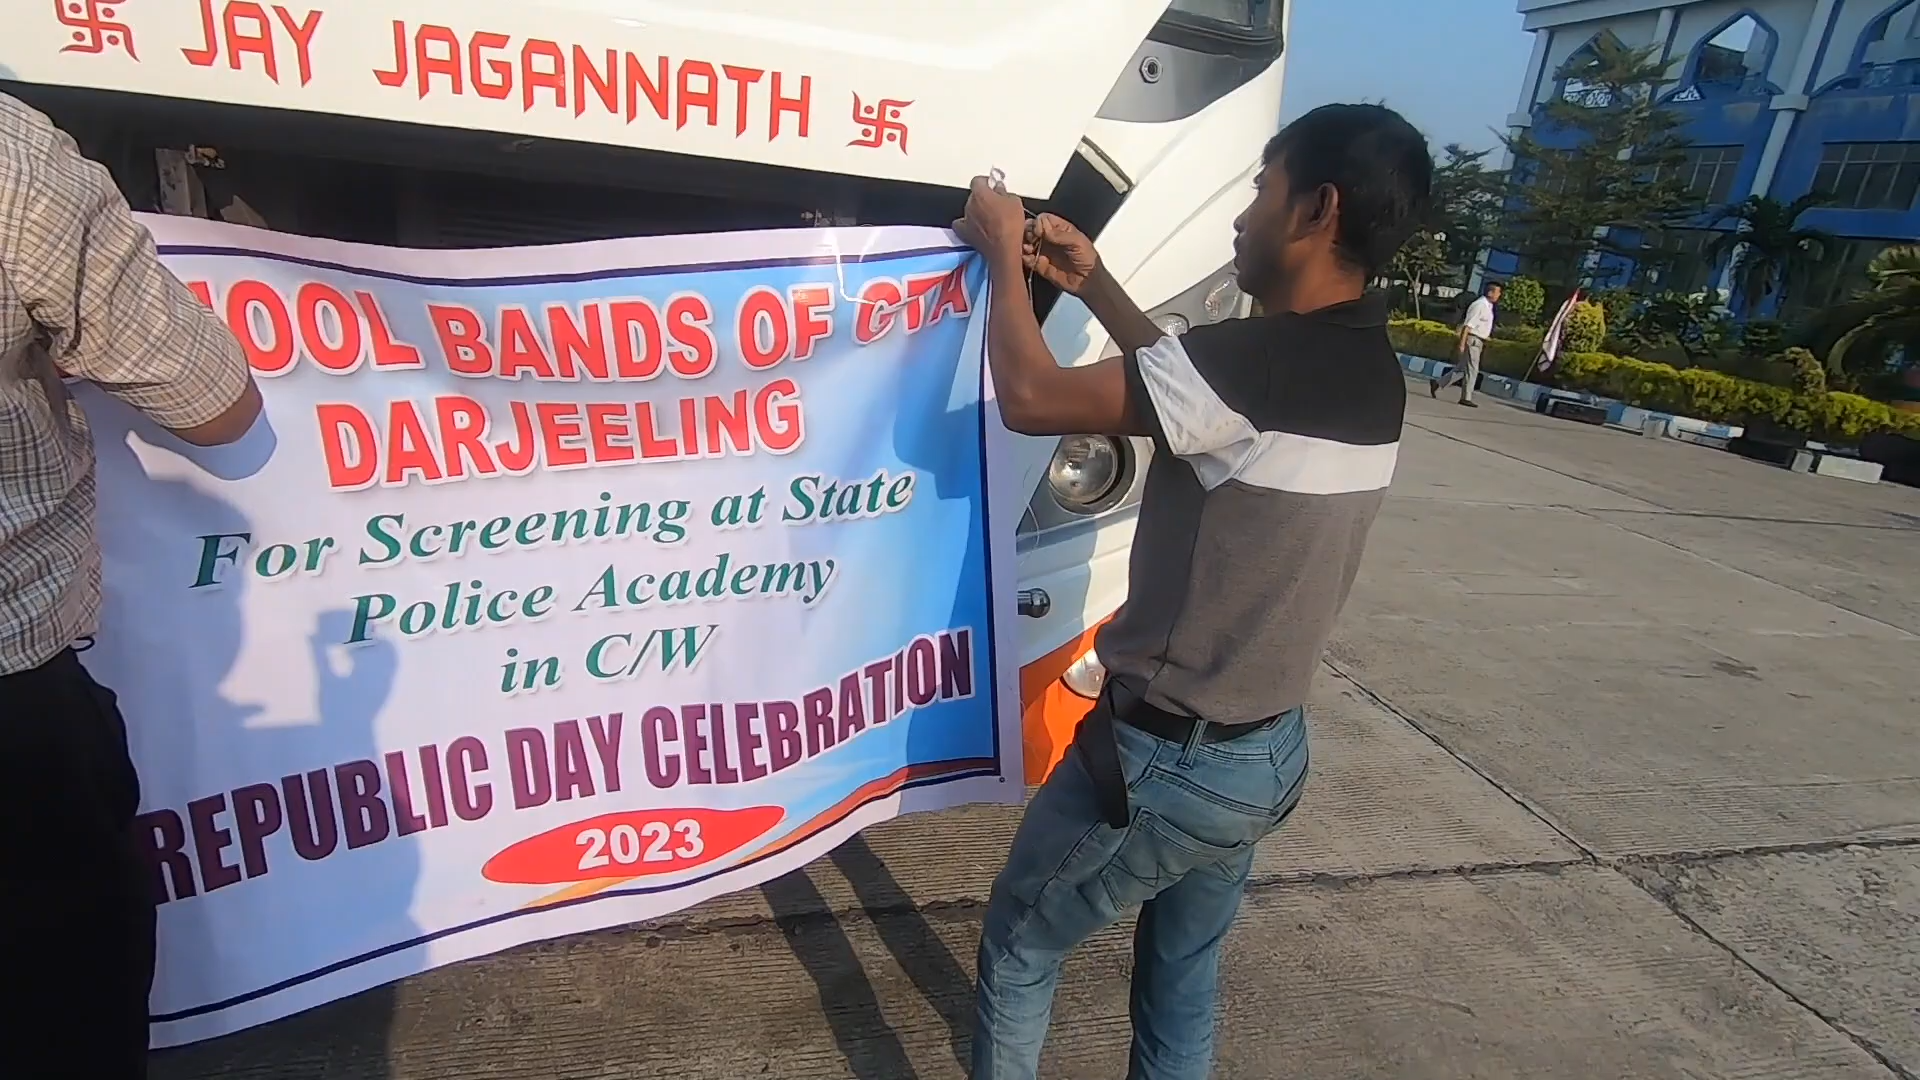 JAY JAGANNATH
OOL BANDS OF GTA
DARJEELING
For Screening at State
Police Academy
in C/W
REPUBLIC DAY CELEBRATION
2023